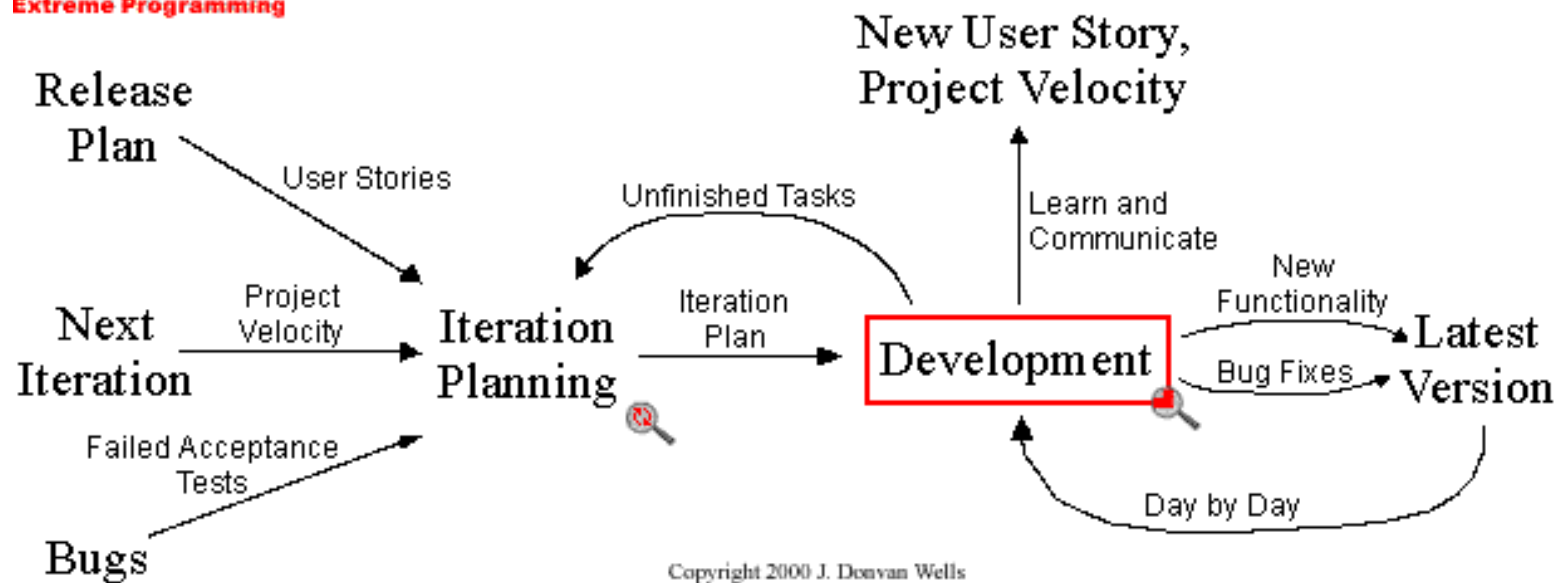 Extreme Programming
New User Story,
Project Velocity
Release
Plan
User Stories
Unfinished Tasks
Learn and
Communicate
New
Functionality
Project
Velocity
Next
Iteration
Iteration
Planning
Iteration
Plan
Development
Bug Fixes
Latest
Version
Failed Acceptance
Tests
Day by Day
Bugs
Copyright 2000 J. Donvan Wells